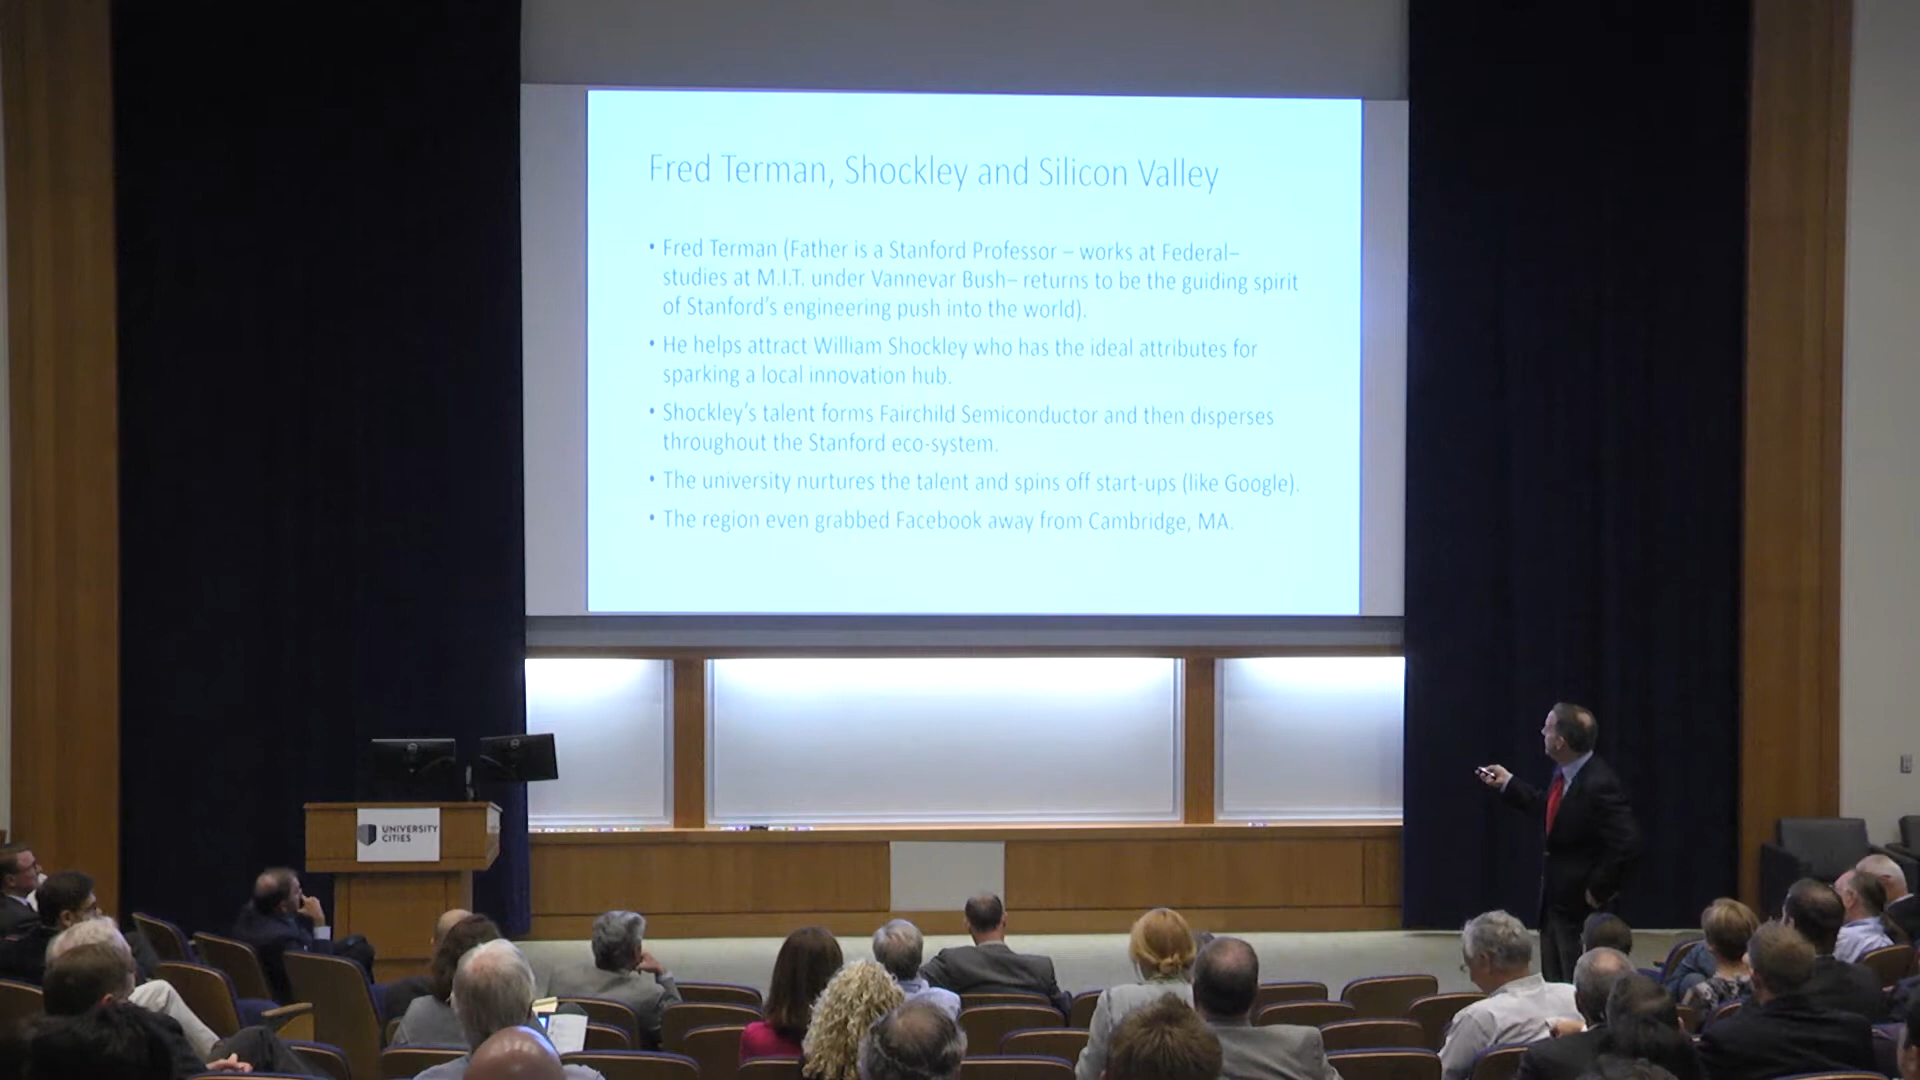 Fred Terman, Shockley and Silicon Valley
• Fred Terman (Father is a Stanford Professor – works at Federal–
studies at M.I.T. under Vannevar Bush– returns to be the guiding spirit
of Stanford's engineering push into the world).
• He helps attract William Shockley who has the ideal attributes for
sparking a local innovation hub.
• Shockley's talent forms Fairchild Semiconductor and then disperses
throughout the Stanford eco-system.
• The university nurtures the talent and spins off start-ups (like Google).
• The region even grabbed Facebook away from Cambridge, MA.
UNIVERSITY
CITIES